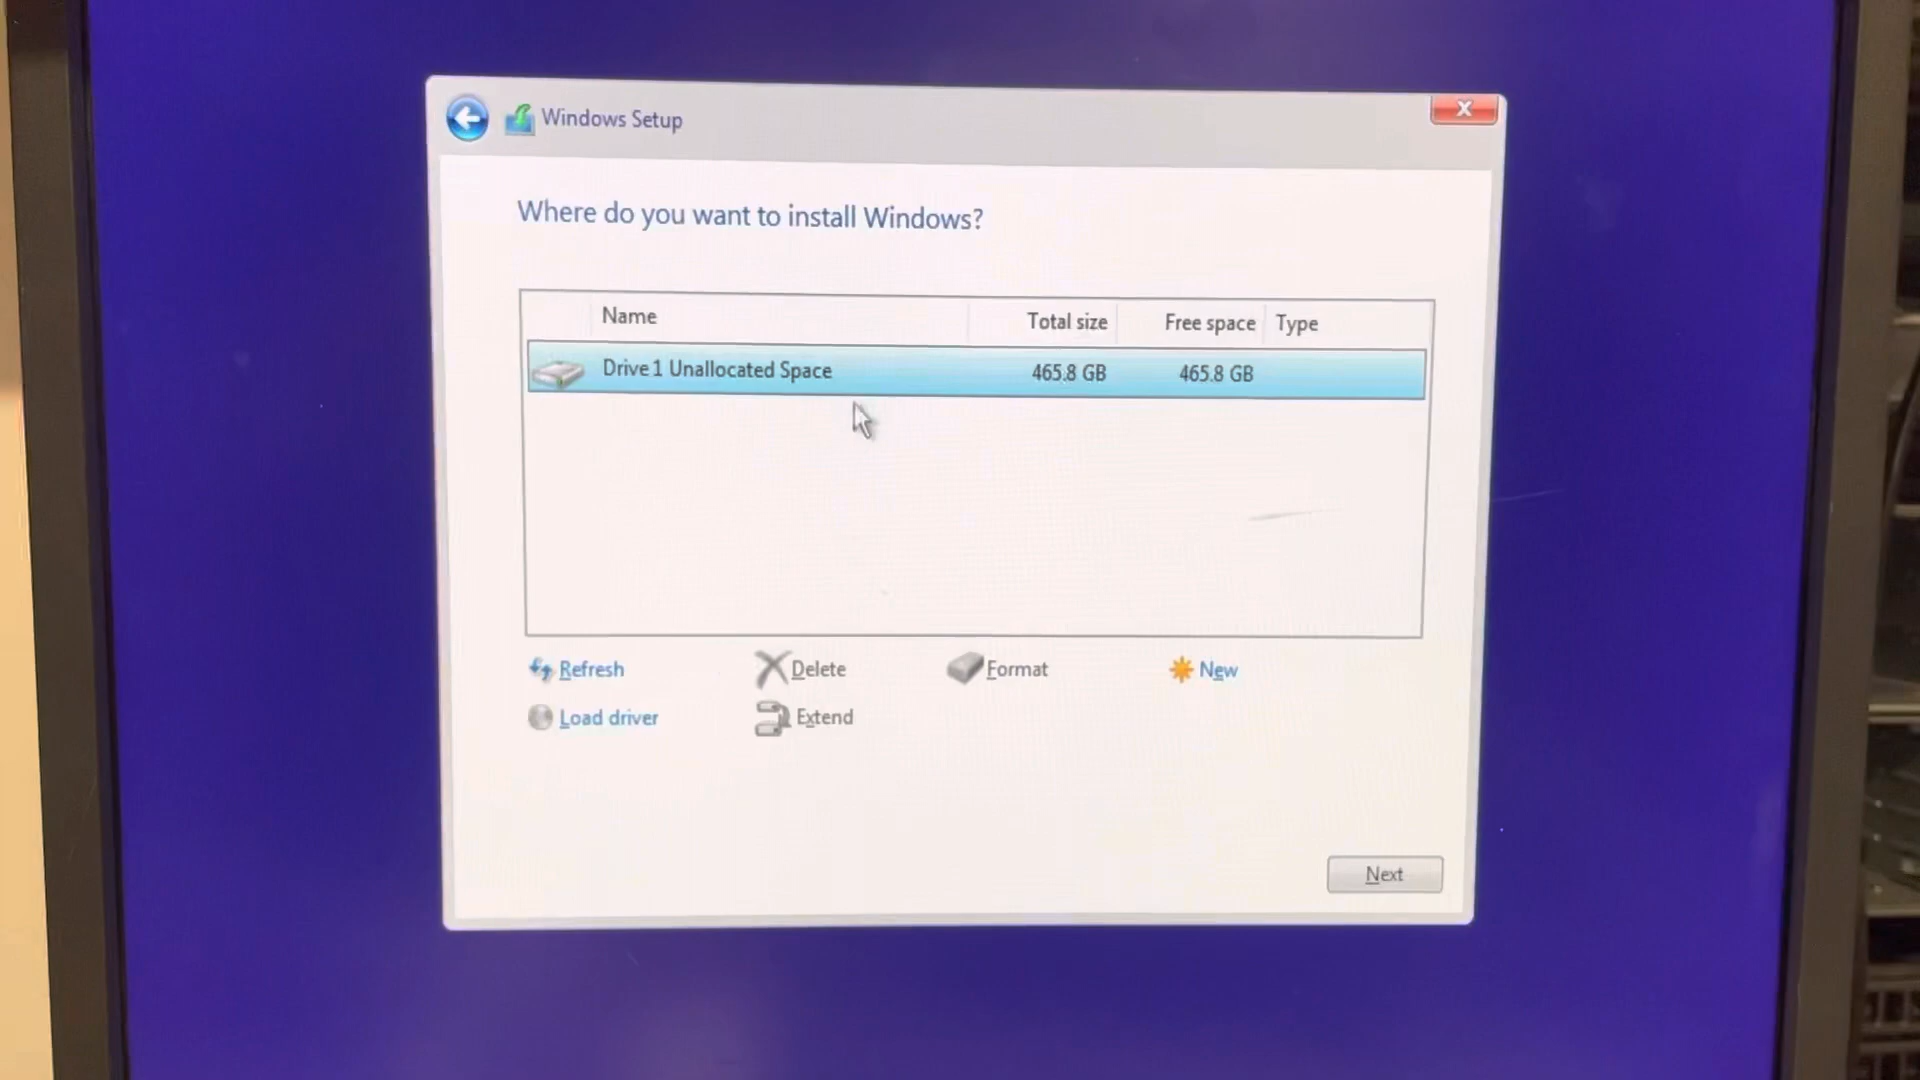 Windows Setup
X
Where do you want to install Windows?
Name Total size Free space Type
Drive 1 Unallocated Space 465.8 GB 465.8 GB
Refresh Delete Format New
Load driver Extend
Next